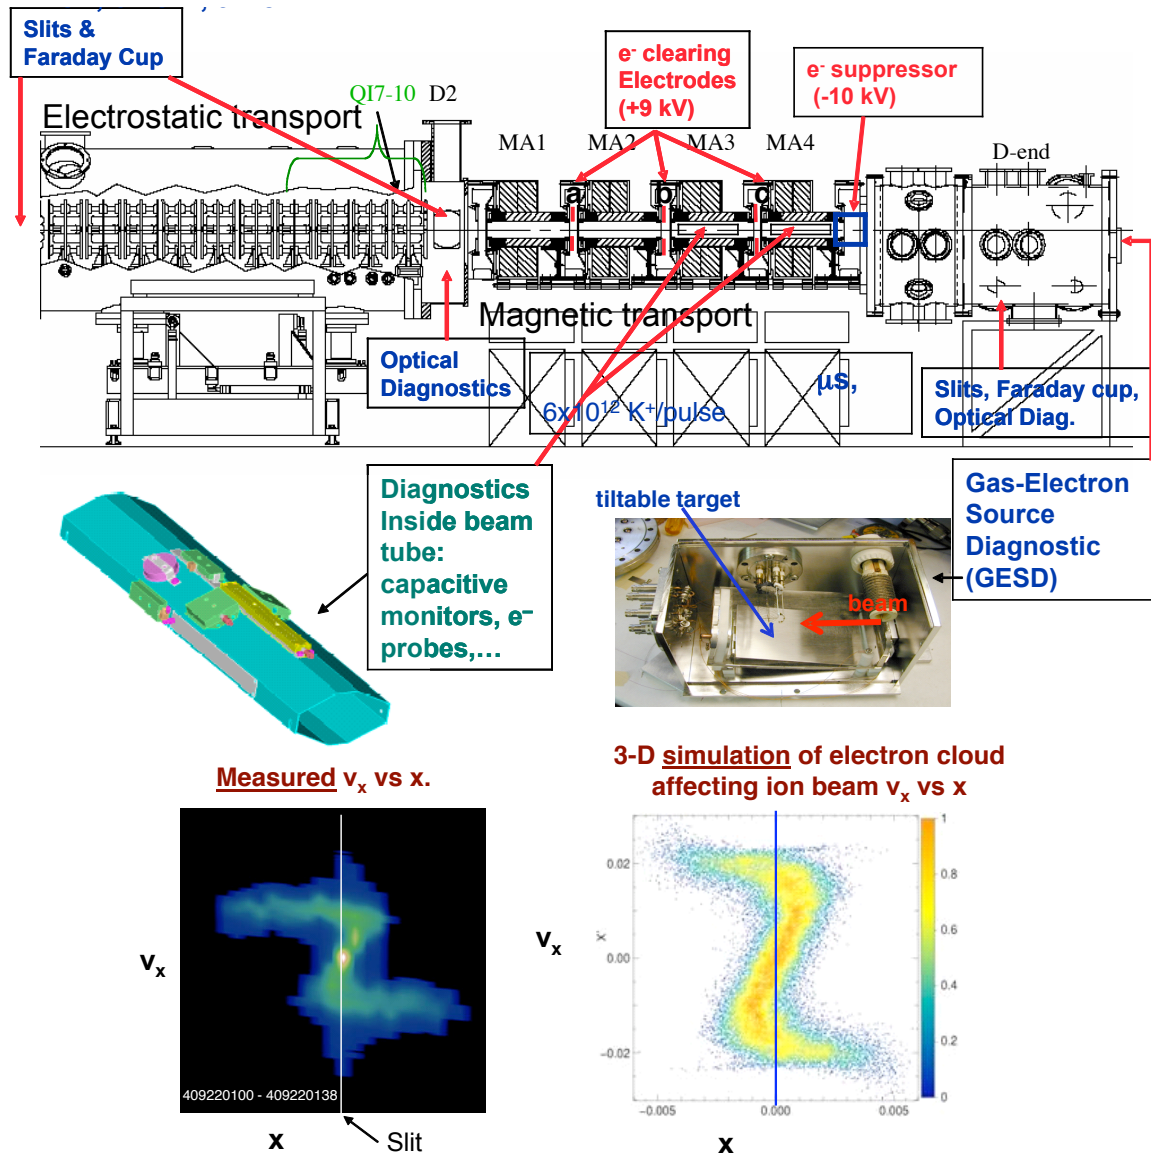 Slits &
Faraday Cup
Electrostatic transport
QI7-10
D2
e- clearing
Electrodes
(+9 kV)
e- suppressor
(-10 kV)
MA1
MA2
MA3
MA4
D-end
a
b
c
Magnetic transport
Optical
Diagnostics
μs,
6x10¹² K⁺/pulse
Slits, Faraday cup,
Optical Diag.
Diagnostics
Inside beam
tube:
capacitive
monitors, e–
probes,...
tiltable target
beam
Gas-Electron
Source
Diagnostic
(GESD)
Measured vx vs x.
3-D simulation of electron cloud
affecting ion beam vx vs x
vx
409220100 - 409220138
x
Slit
vx
X'
0.02
0.00
−0.02
−0.005
0.000
0.005
x
1
0.8
0.6
0.4
0.2
0